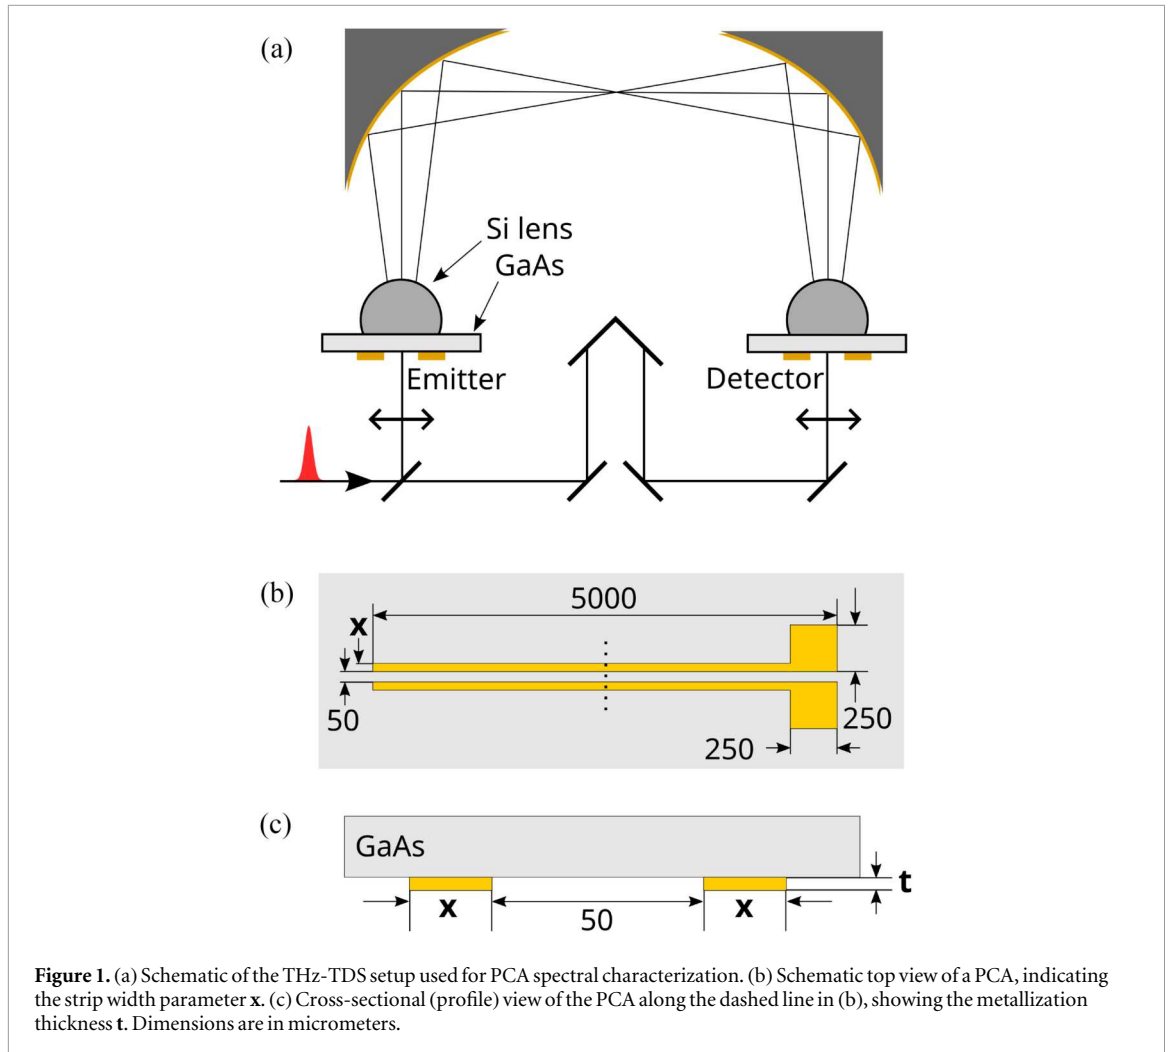 (a)
Si lens
GaAs
Emitter
Detector
(b)
5000
x
50
250
250
(c)
GaAs
t
x
50
x
Figure 1. (a) Schematic of the THz-TDS setup used for PCA spectral characterization. (b) Schematic top view of a PCA, indicating
the strip width parameter x. (c) Cross-sectional (profile) view of the PCA along the dashed line in (b), showing the metallization
thickness t. Dimensions are in micrometers.